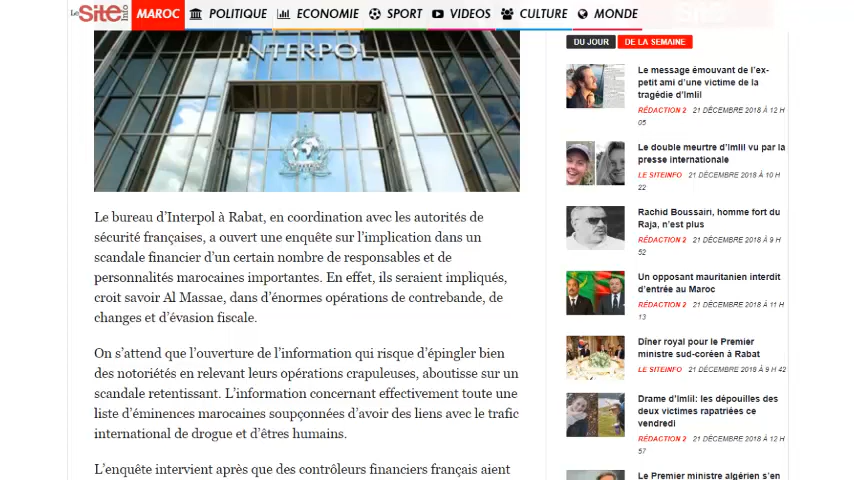 Le Site info
MAROC
POLITIQUE
ECONOMIE
SPORT
VIDEOS
CULTURE
MONDE
INTERPOL
Le bureau d’Interpol à Rabat, en coordination avec les autorités de
sécurité françaises, a ouvert une enquête sur l’implication dans un
scandale financier d’un certain nombre de responsables et de
personnalités marocaines importantes. En effet, ils seraient impliqués,
croit savoir Al Massae, dans d’énormes opérations de contrebande, de
changes et d’évasion fiscale.
On s’attend que l’ouverture de l’information qui risque d’épingler bien
des notoriétés en relevant leurs opérations crapuleuses, aboutisse sur un
scandale retentissant. L’information concernant effectivement toute une
liste d’éminences marocaines soupçonnées d’avoir des liens avec le trafic
international de drogue et d’êtres humains.
L’enquête intervient après que des contrôleurs financiers français aient
DU JOUR
DE LA SEMAINE
Le message émouvant de l’ex-
petit ami d’une victime de la
tragédie d’Imlil
RÉDACTION 2 21 DÉCEMBRE 2018 À 12 H
05
Le double meurtre d’Imlil vu par la
presse internationale
LE SITEINFO 21 DÉCEMBRE 2018 À 10 H
22
Rachid Boussairi, homme fort du
Raja, n’est plus
RÉDACTION 2 21 DÉCEMBRE 2018 À 9 H
52
Un opposant mauritanien interdit
d’entrée au Maroc
RÉDACTION 2 21 DÉCEMBRE 2018 À 11 H
13
Dîner royal pour le Premier
ministre sud-coréen à Rabat
LE SITEINFO 21 DÉCEMBRE 2018 À 9 H 42
Drame d’Imlil: les dépouilles des
deux victimes rapatriées ce
vendredi
RÉDACTION 2 21 DÉCEMBRE 2018 À 12 H
57
Le Premier ministre algérien s’en